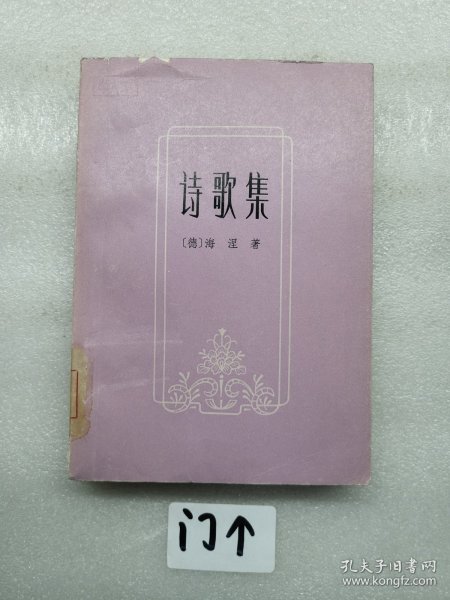 诗歌集
〔德〕海 涅 著
门个
孔夫子旧书网
www.kongfz.com